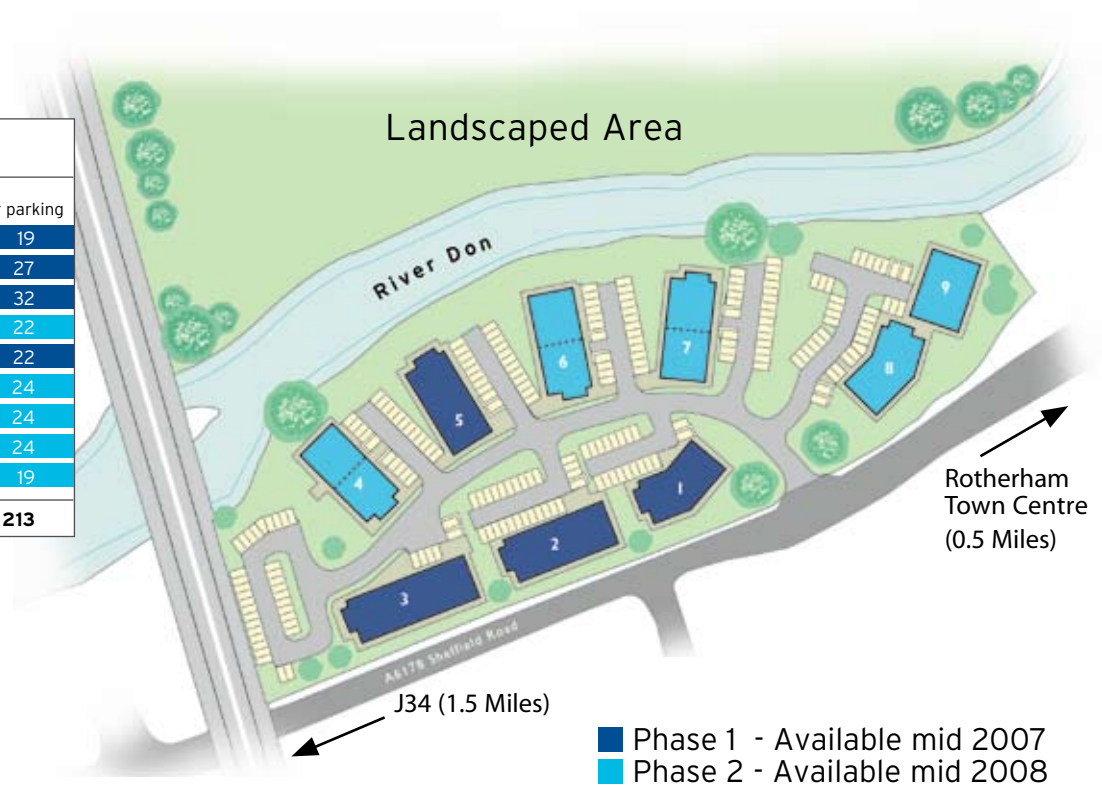 Landscaped Area
parking
19
27
32
22
22
24
24
24
19
213
River Don
9
7
6
8
5
4
1
2
3
A6178 Sheffield Road
Rotherham
Town Centre
(0.5 Miles)
J34 (1.5 Miles)
Phase 1 - Available mid 2007
Phase 2 - Available mid 2008